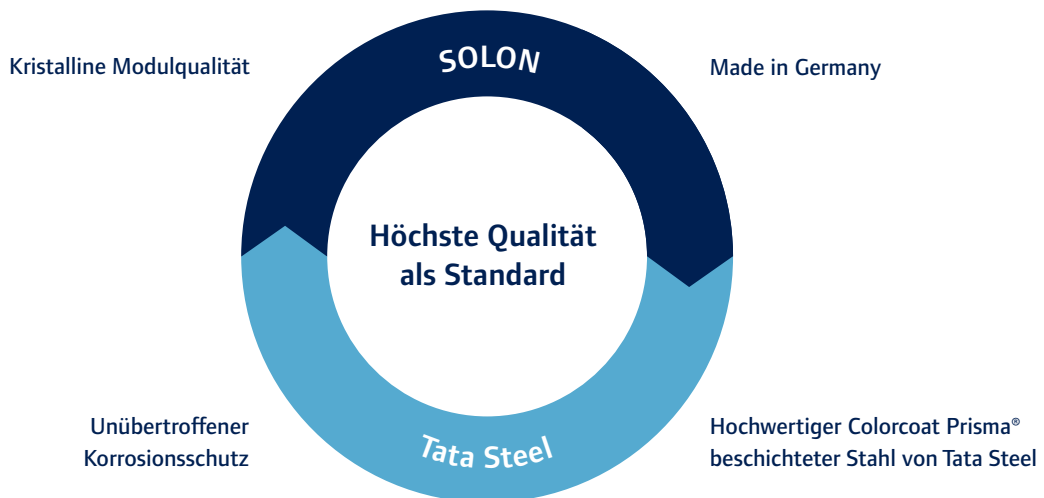 SOLON
Kristalline Modulqualität
Made in Germany
Höchste Qualität
als Standard
Unübertroffener
Korrosionsschutz
Hochwertiger Colorcoat Prisma®
beschichteter Stahl von Tata Steel
Tata Steel